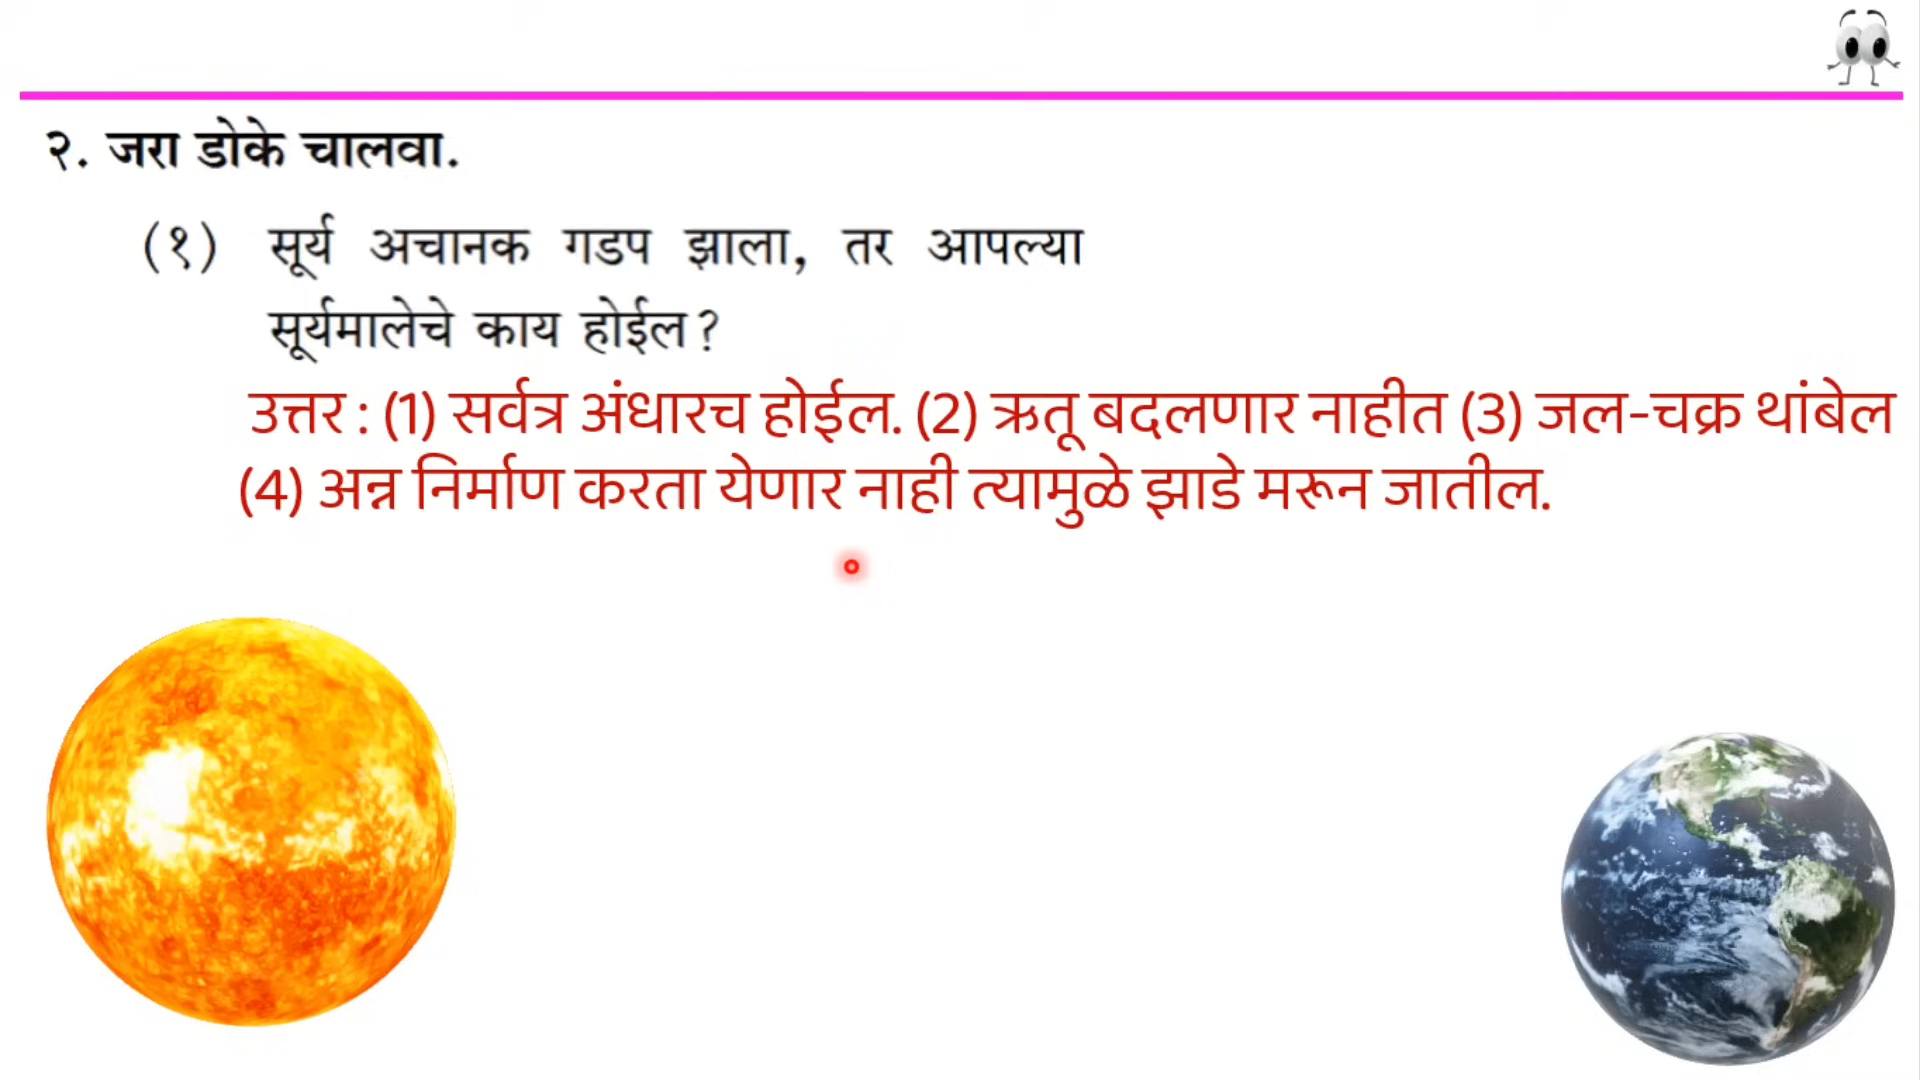 २. जरा डोके चालवा.
(१) सूर्य अचानक गडप झाला, तर आपल्या
सूर्यमालेचे काय होईल?
उत्तर : (1) सर्वत्र अंधारच होईल. (2) ऋतू बदलणार नाहीत (3) जल-चक्र थांबेल
(4) अन्न निर्माण करता येणार नाही त्यामुळे झाडे मरून जातील.